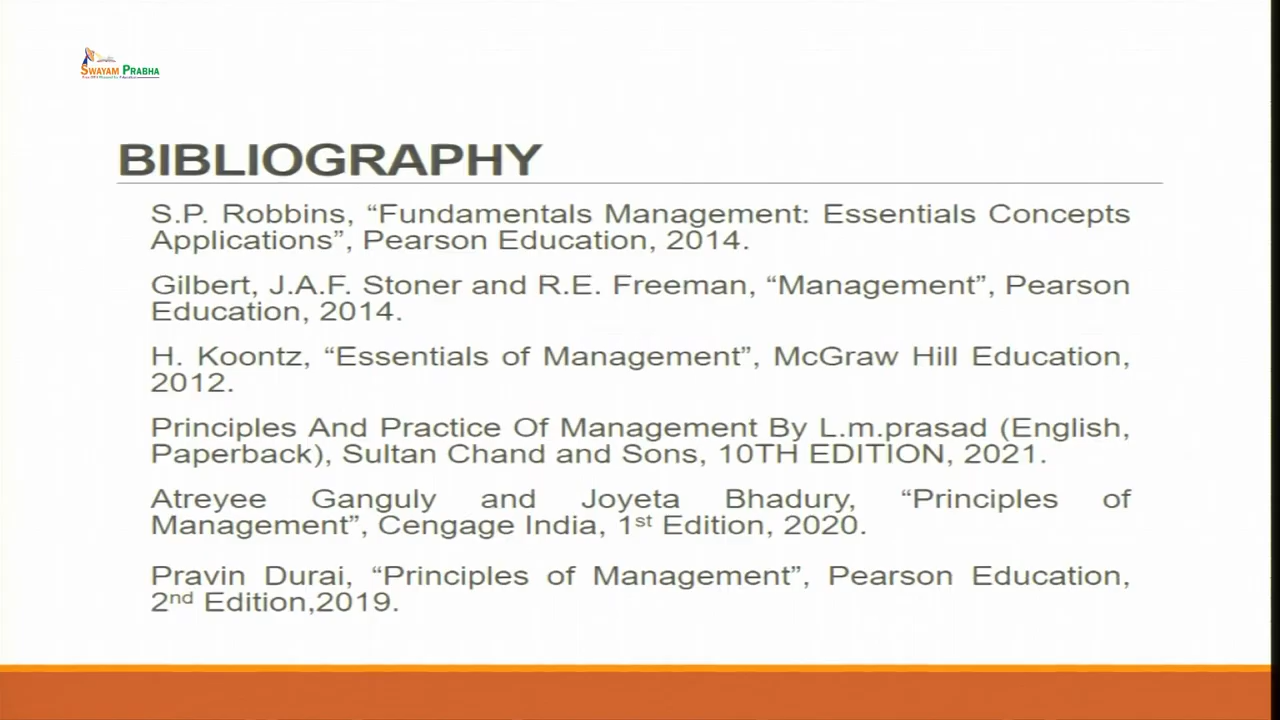 SWAYAM PRABHA
BIBLIOGRAPHY
S.P. Robbins, “Fundamentals Management: Essentials Concepts
Applications”, Pearson Education, 2014.
Gilbert, J.A.F. Stoner and R.E. Freeman, “Management”, Pearson
Education, 2014.
H. Koontz, “Essentials of Management”, McGraw Hill Education,
2012.
Principles And Practice Of Management By L.m.prasad (English,
Paperback), Sultan Chand and Sons, 10TH EDITION, 2021.
Atreyee Ganguly and Joyeta Bhadury, “Principles of
Management”, Cengage India, 1st Edition, 2020.
Pravin Durai, “Principles of Management”, Pearson Education,
2nd Edition,2019.